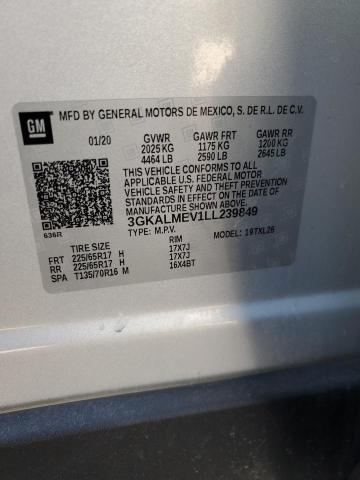 GM
MFD BY GENERAL MOTORS DE MEXICO, S. DE R.L. DE C.V.
01/20 GVWR GAWR FRT GAWR RR
2025 KG 1175 KG 1200 KG
4464 LB 2590 LB 2645 LB
THIS VEHICLE CONFORMS TO ALL APPLICABLE
U.S. FEDERAL MOTOR VEHICLE SAFETY, BUMPER,
AND THEFT PREVENTION STANDARDS IN EFFECT
ON THE DATE OF MANUFACTURE SHOWN ABOVE.
3GKALMEV1LL239849
636R
TYPE: M.P.V. MODEL: 19TXL26
TIRE SIZE RIM
FRT 225/65R17 H 17X7J
RR 225/65R17 H 17X7J
SPA T135/70R16 M 16X4BT